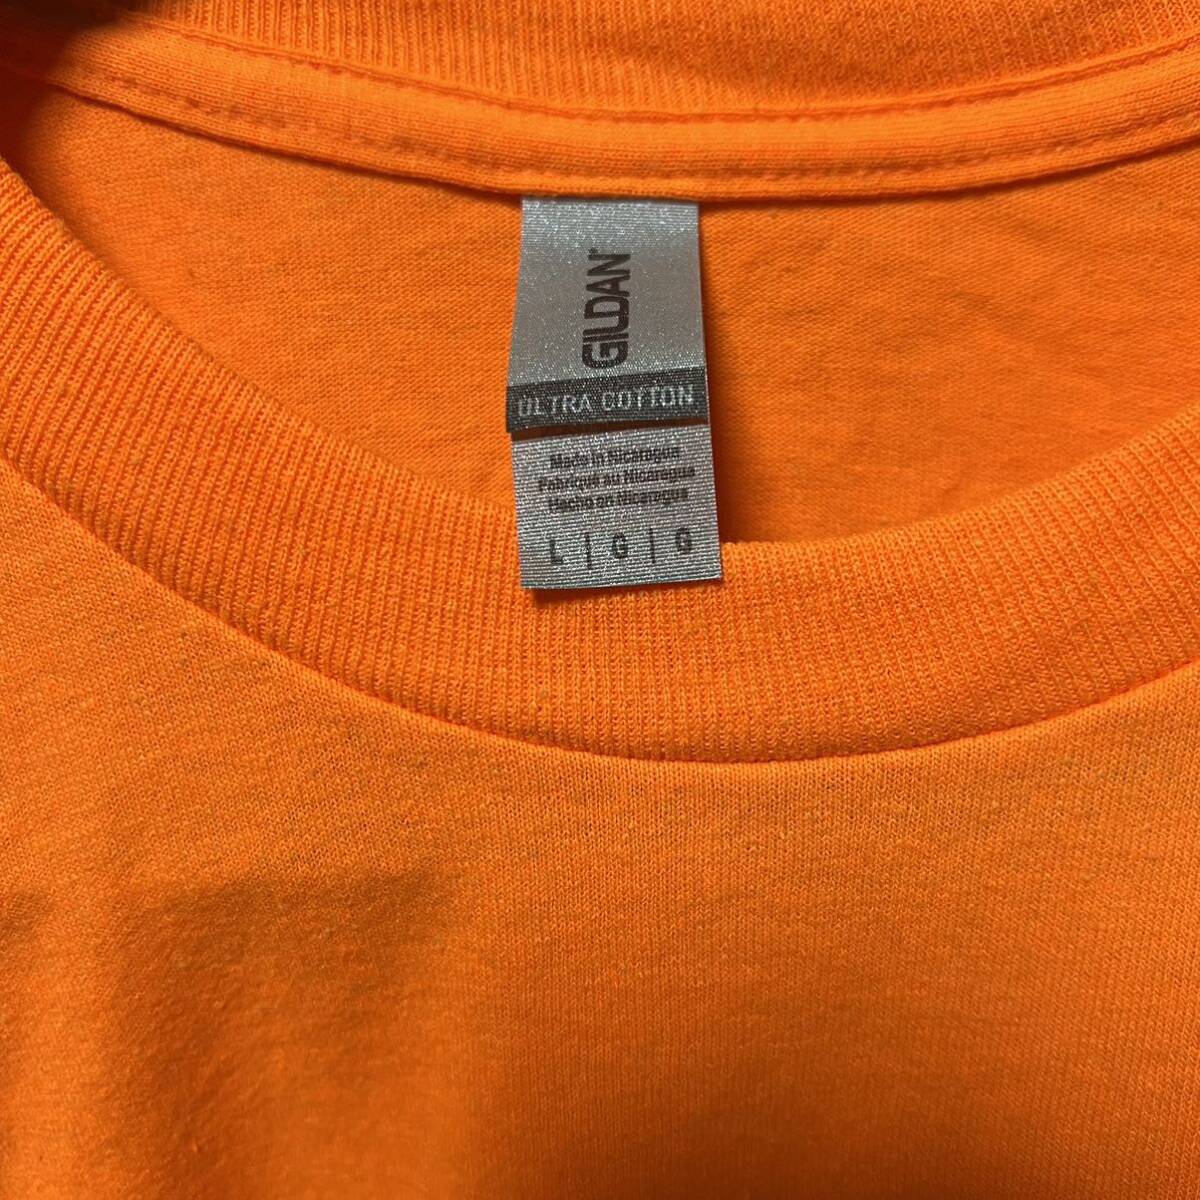 GILDAN
ULTRA COTTON
Made in Nicaragua
Fabriqué au Nicaragua
Hecho en Nicaragua
L | G | G